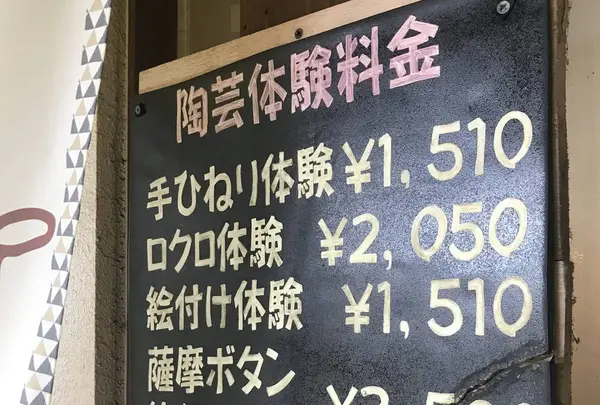 陶芸体験料金
手ひねり体験 ¥1,510
ロクロ体験 ¥2,050
絵付け体験 ¥1,510
薩摩ボタン